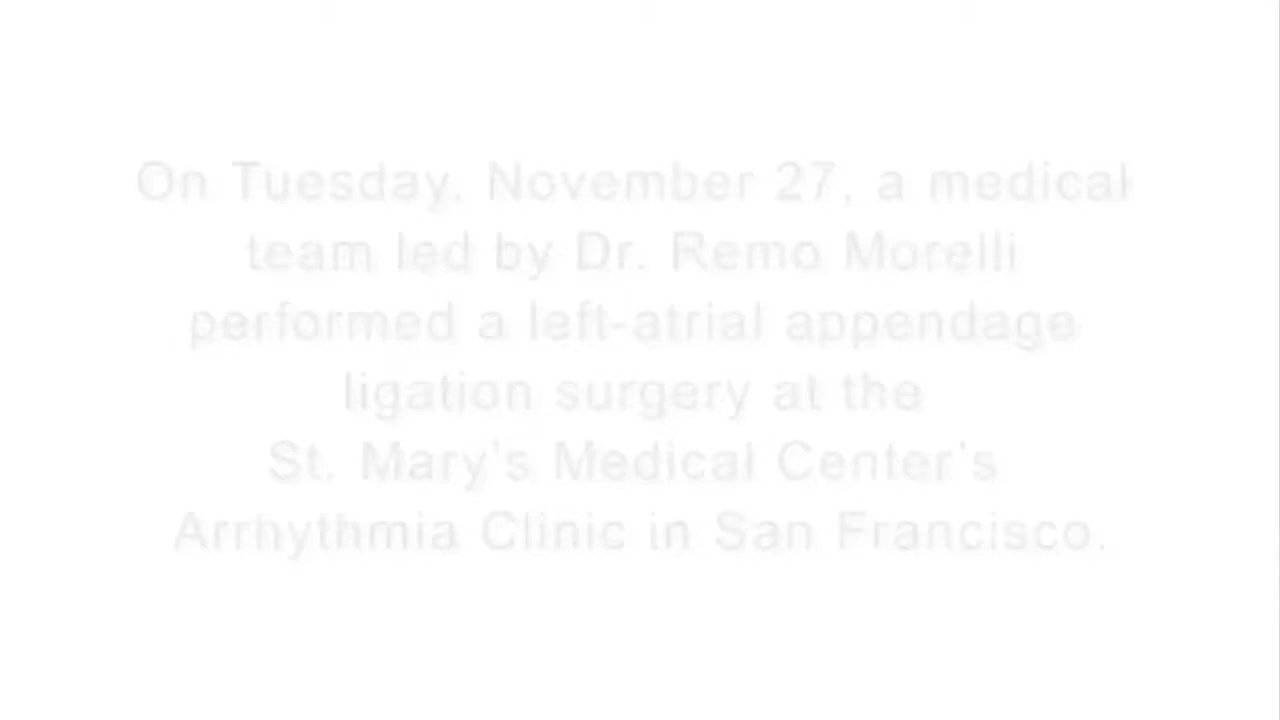 On Tuesday, November 27, a medical
team led by Dr. Remo Morelli
performed a left-atrial appendage
ligation surgery at the
St. Mary's Medical Center's
Arrhythmia Clinic in San Francisco.